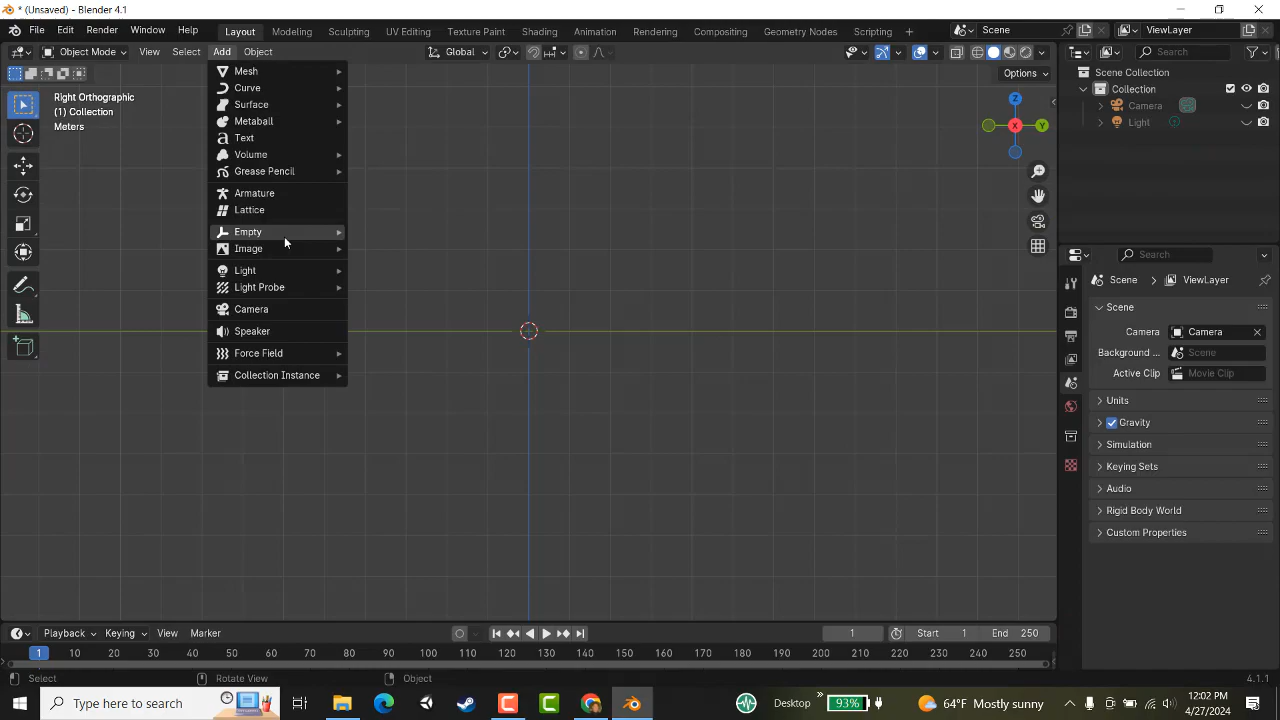 * (Unsaved) - Blender 4.1
File Edit Render Window Help Layout Modeling Sculpting UV Editing Texture Paint Shading Animation Rendering Compositing Geometry Nodes Scripting + Scene ViewLayer
Object Mode View Select Add Object Global Search
Options
Right Orthographic
(1) Collection
Meters
Mesh
Curve
Surface
Metaball
Text
Volume
Grease Pencil
Armature
Lattice
Empty
Image
Light
Light Probe
Camera
Speaker
Force Field
Collection Instance
Z
X
Y
Scene Collection
Collection
Camera
Light
Search
Scene ViewLayer
Scene
Camera Camera
Background ... Scene
Active Clip Movie Clip
Units
Gravity
Simulation
Keying Sets
Audio
Rigid Body World
Custom Properties
Playback Keying View Marker 1 Start 1 End 250
1 10 20 30 40 50 60 70 80 90 100 110 120 130 140 150 160 170 180 190 200 210 220 230 240 250
Select Rotate View Object 4.1.1
Type here to search Desktop » 93% 64°F Mostly sunny 12:02 PM
4/27/2024